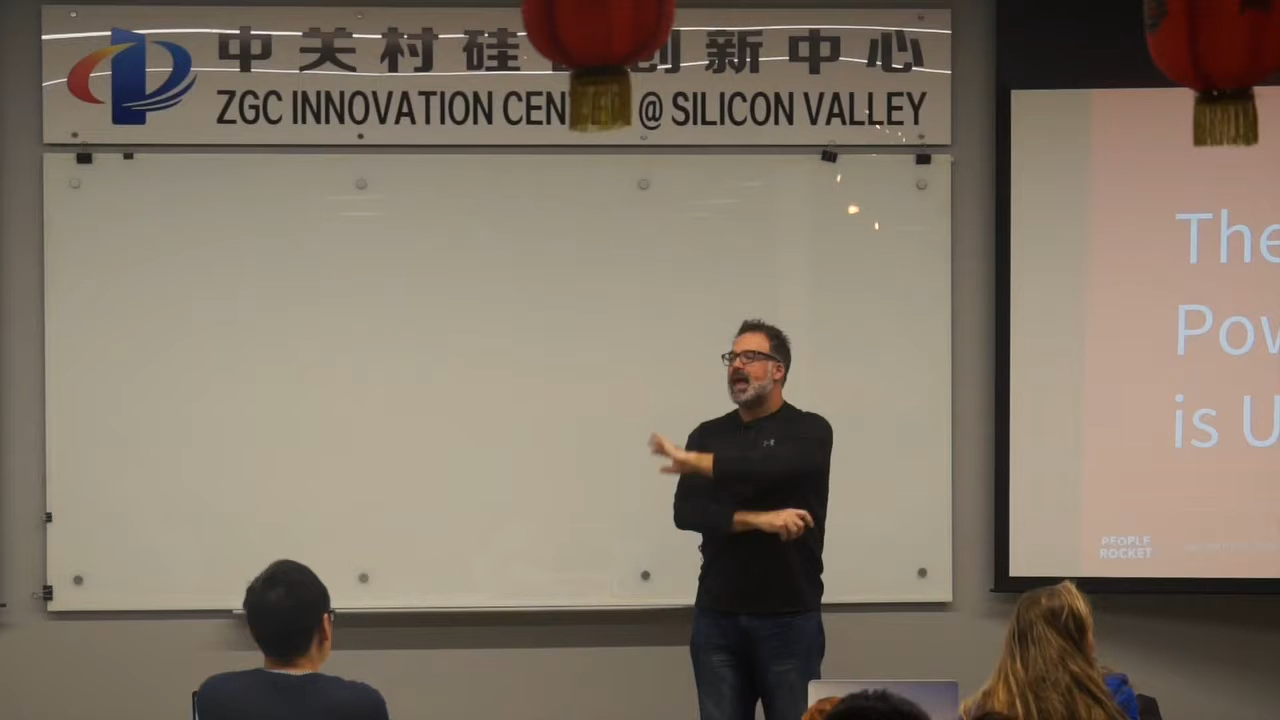 中关村硅 创新中心
ZGC INNOVATION CEN @ SILICON VALLEY
The
Pow
is U
PEOPLE
ROCKET